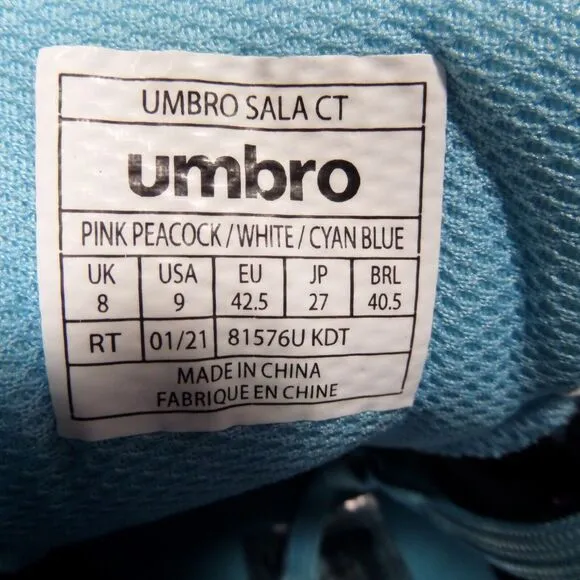 UMBRO SALA CT
umbro
PINK PEACOCK / WHITE / CYAN BLUE
UK USA EU JP BRL
8 9 42.5 27 40.5
RT 01/21 81576U KDT
MADE IN CHINA
FABRIQUE EN CHINE